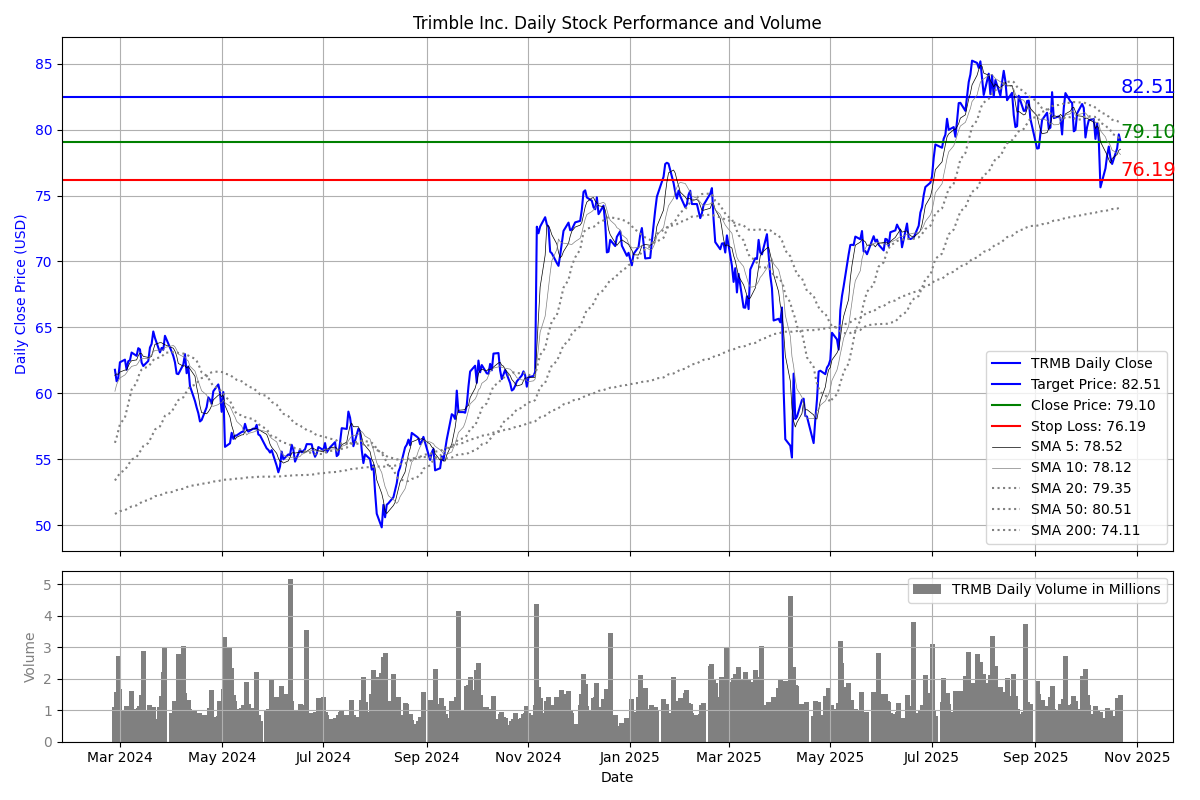 Trimble Inc. Daily Stock Performance and Volume
Daily Close Price (USD)
85
80
75
70
65
60
55
50
82.51
79.10
76.19
TRMB Daily Close
Target Price: 82.51
Close Price: 79.10
Stop Loss: 76.19
SMA 5: 78.52
SMA 10: 78.12
SMA 20: 79.35
SMA 50: 80.51
SMA 200: 74.11
Volume
5
4
3
2
1
0
TRMB Daily Volume in Millions
Mar 2024 May 2024 Jul 2024 Sep 2024 Nov 2024 Jan 2025 Mar 2025 May 2025 Jul 2025 Sep 2025 Nov 2025
Date